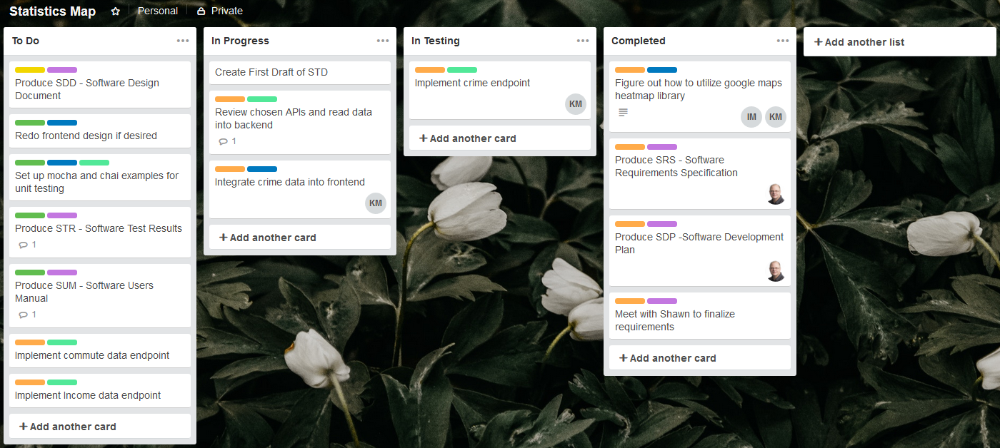 Statistics Map
Personal
Private
To Do
Produce SDD - Software Design
Document
Redo frontend design if desired
Set up mocha and chai examples for
unit testing
Produce STR - Software Test Results
1
Produce SUM - Software Users
Manual
1
Implement commute data endpoint
Implement Income data endpoint
+ Add another card
In Progress
Create First Draft of STD
Review chosen APIs and read data
into backend
1
Integrate crime data into frontend
KM
+ Add another card
In Testing
Implement crime endpoint
KM
+ Add another card
Completed
Figure out how to utilize google maps
heatmap library
IM KM
Produce SRS - Software
Requirements Specification
Produce SDP -Software Development
Plan
Meet with Shawn to finalize
requirements
+ Add another card
+ Add another list